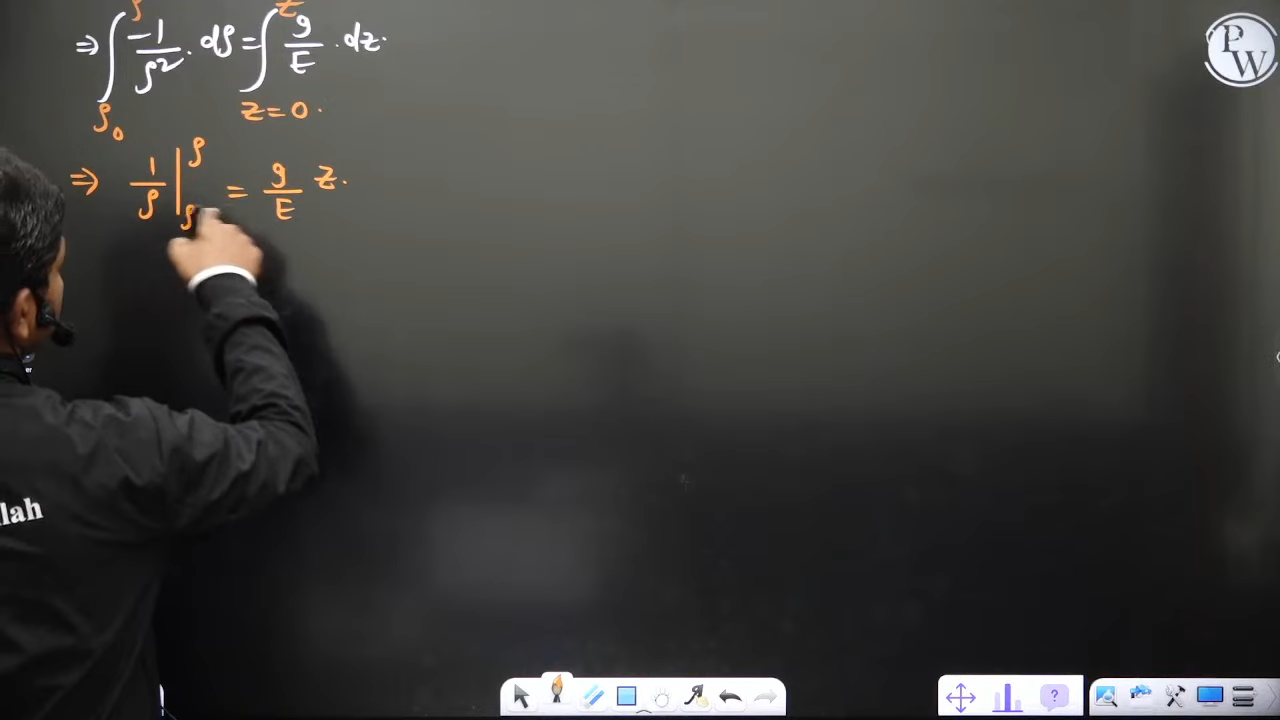 ⇒ ∫_{ρ₀}^{ρ} -1/ρ² . dρ = ∫_{z=0.}^{z} g/E . dz.
⇒ 1/ρ |_{ρ}^{ρ} = g/E z.
PW
lah
?